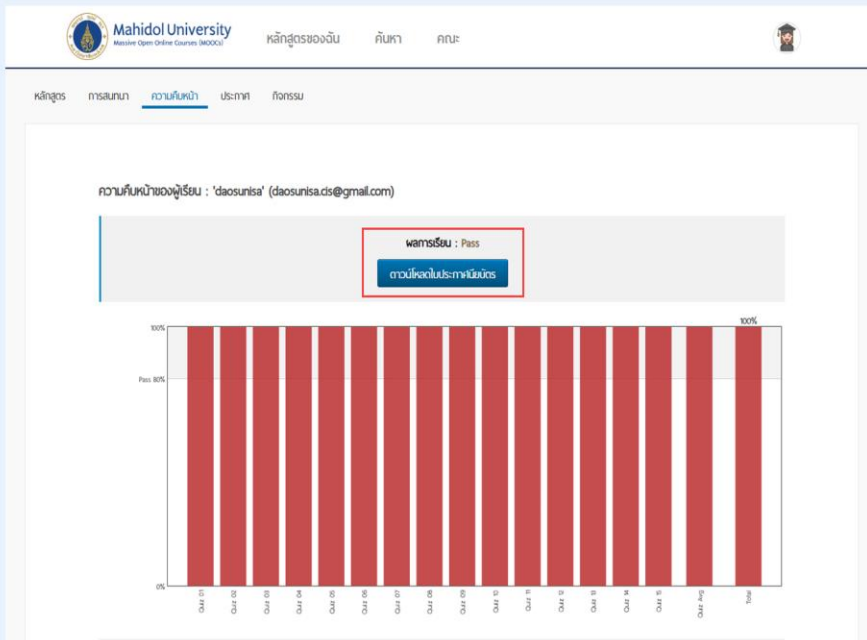 Mahidol University
Massive Open Online Courses (MOOCs)
หลักสูตรของฉัน ค้นหา คณะ
หลักสูตร การสนทนา ความคืบหน้า ประกาศ กิจกรรม
ความคืบหน้าของผู้เรียน : 'daosunisa' (daosunisa.cis@gmail.com)
ผลการเรียน : Pass
ดาวน์โหลดใบประกาศนียบัตร
100%
100%
Pass 80%
0%
Quiz 01
Quiz 02
Quiz 03
Quiz 04
Quiz 05
Quiz 06
Quiz 07
Quiz 08
Quiz 09
Quiz 10
Quiz 11
Quiz 12
Quiz 13
Quiz 14
Quiz 15
Quiz Avg
Total